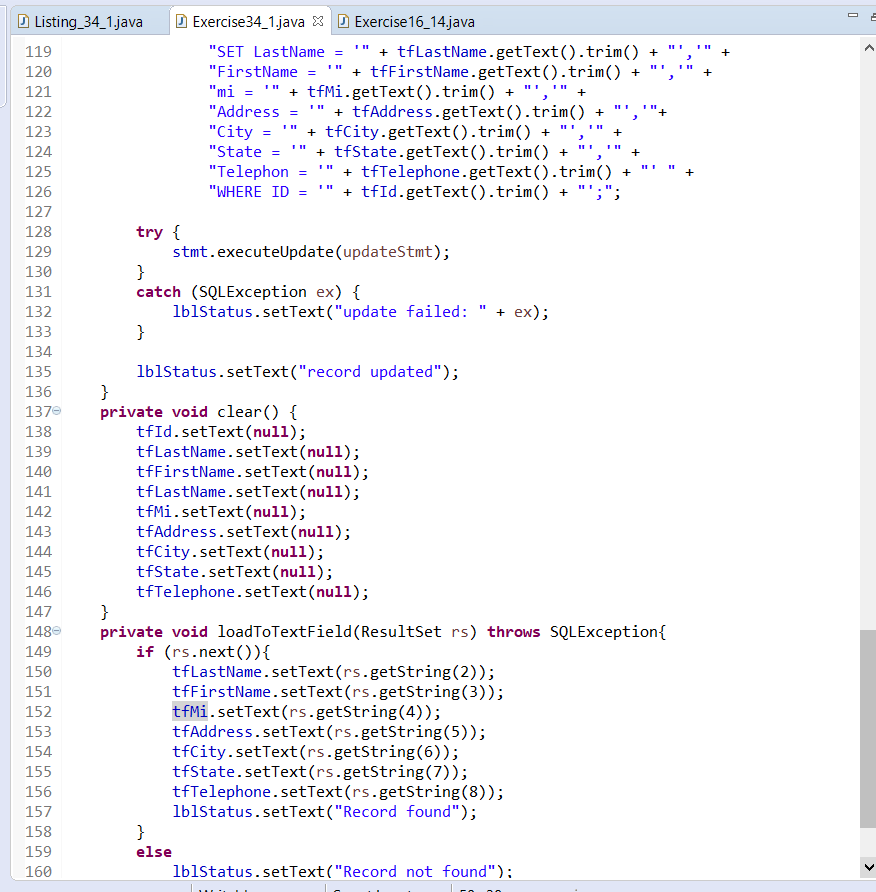 Listing_34_1.java Exercise34_1.java Exercise16_14.java
119 "SET LastName = '" + tfLastName.getText().trim() + "','" +
120 "FirstName = '" + tfFirstName.getText().trim() + "','" +
121 "mi = '" + tfMi.getText().trim() + "','" +
122 "Address = '" + tfAddress.getText().trim() + "','"+
123 "City = '" + tfCity.getText().trim() + "','" +
124 "State = '" + tfState.getText().trim() + "','" +
125 "Telephon = '" + tfTelephone.getText().trim() + "' " +
126 "WHERE ID = '" + tfId.getText().trim() + "';";
127
128 try {
129 stmt.executeUpdate(updateStmt);
130 }
131 catch (SQLException ex) {
132 lblStatus.setText("update failed: " + ex);
133 }
134
135 lblStatus.setText("record updated");
136 }
137 private void clear() {
138 tfId.setText(null);
139 tfLastName.setText(null);
140 tfFirstName.setText(null);
141 tfLastName.setText(null);
142 tfMi.setText(null);
143 tfAddress.setText(null);
144 tfCity.setText(null);
145 tfState.setText(null);
146 tfTelephone.setText(null);
147 }
148 private void loadToTextField(ResultSet rs) throws SQLException{
149 if (rs.next()){
150 tfLastName.setText(rs.getString(2));
151 tfFirstName.setText(rs.getString(3));
152 tfMi.setText(rs.getString(4));
153 tfAddress.setText(rs.getString(5));
154 tfCity.setText(rs.getString(6));
155 tfState.setText(rs.getString(7));
156 tfTelephone.setText(rs.getString(8));
157 lblStatus.setText("Record found");
158 }
159 else
160 lblStatus.setText("Record not found");